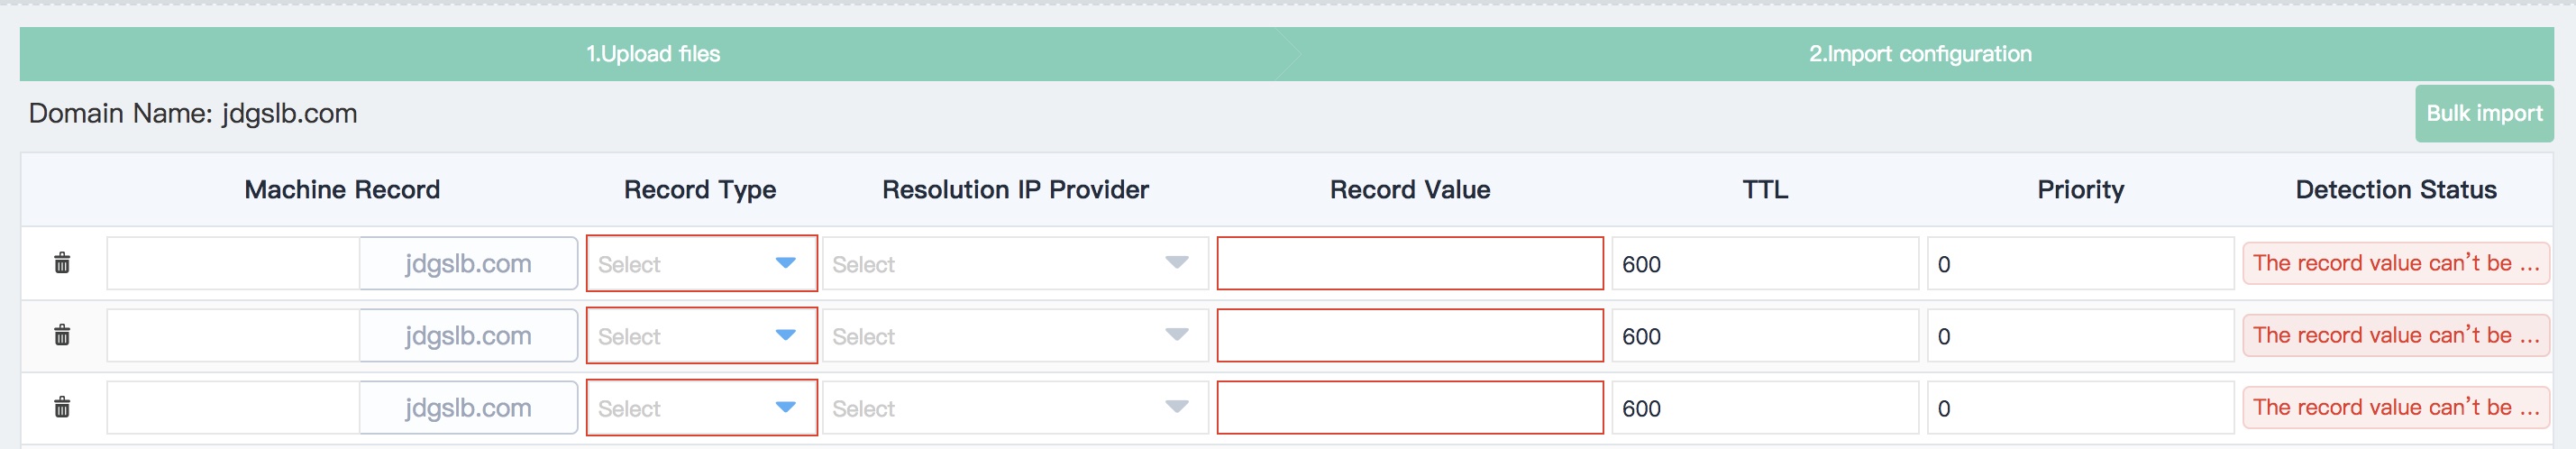 1.Upload files
2.Import configuration
Domain Name: jdgslb.com
Bulk import
Machine Record Record Type Resolution IP Provider Record Value TTL Priority Detection Status
jdgslb.com Select Select 600 0 The record value can't be ...
jdgslb.com Select Select 600 0 The record value can't be ...
jdgslb.com Select Select 600 0 The record value can't be ...